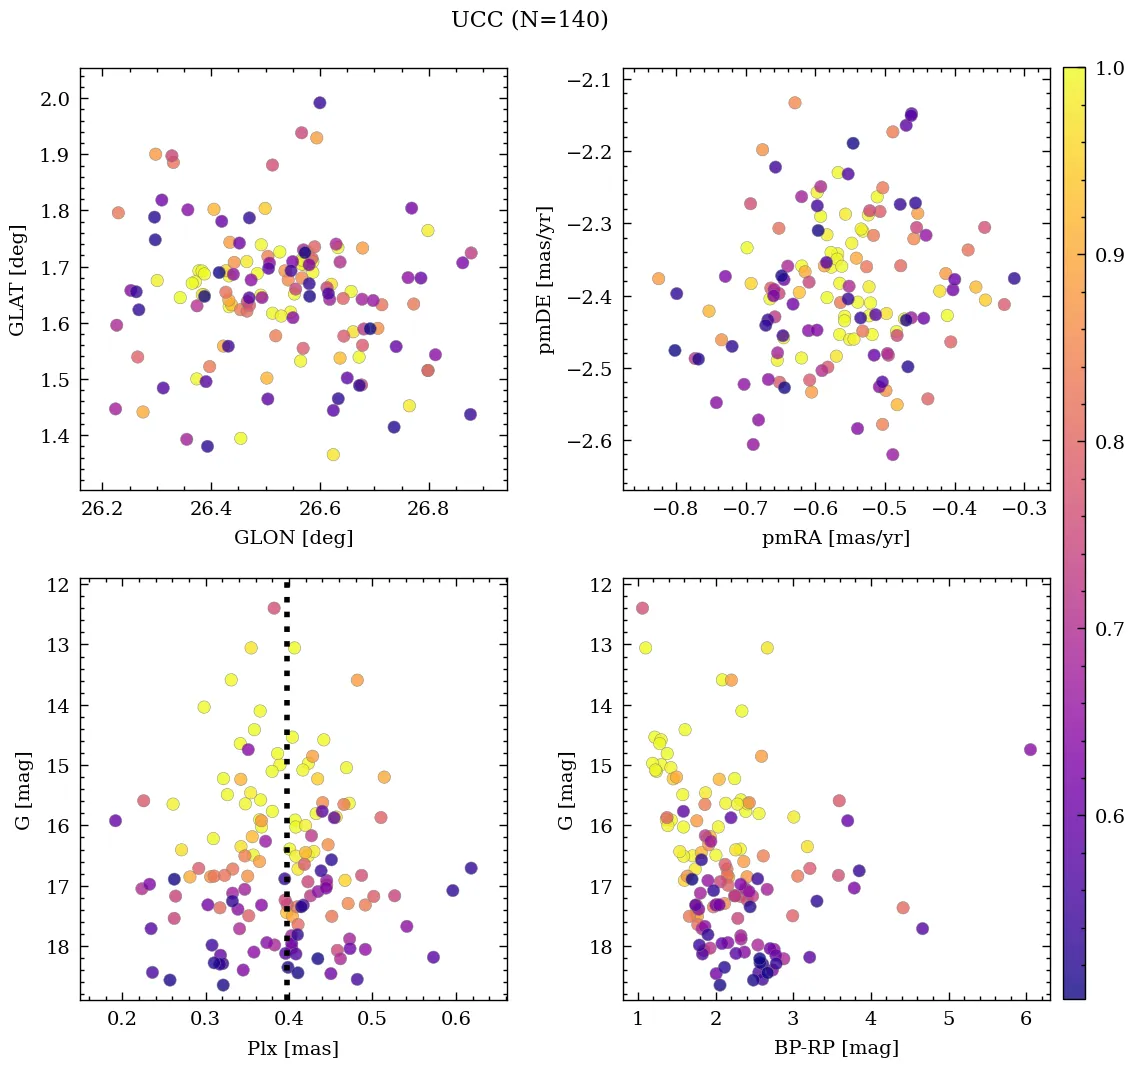 UCC (N=140)
2.0
1.9
1.8
1.7
1.6
1.5
1.4
GLAT [deg]
26.2 26.4 26.6 26.8
GLON [deg]
−2.1
−2.2
−2.3
−2.4
−2.5
−2.6
pmDE [mas/yr]
−0.8 −0.7 −0.6 −0.5 −0.4 −0.3
pmRA [mas/yr]
12
13
14
15
16
17
18
G [mag]
0.2 0.3 0.4 0.5 0.6
Plx [mas]
12
13
14
15
16
17
18
G [mag]
1 2 3 4 5 6
BP-RP [mag]
1.0
0.9
0.8
0.7
0.6